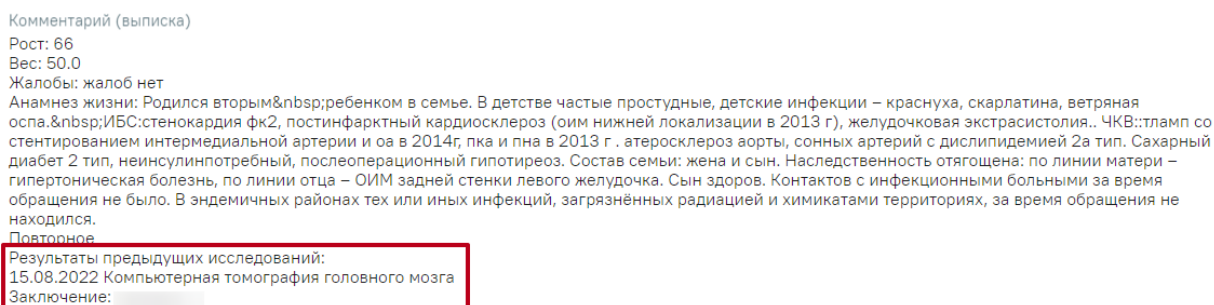 Комментарий (выписка)
Рост: 66
Вес: 50.0
Жалобы: жалоб нет
Анамнез жизни: Родился вторым&nbsp;ребенком в семье. В детстве частые простудные, детские инфекции – краснуха, скарлатина, ветряная
оспа.&nbsp;ИБС:стенокардия фк2, постинфарктный кардиосклероз (оим нижней локализации в 2013 г), желудочковая экстрасистолия.. ЧКВ::тламп со
стентированием интермедиальной артерии и оа в 2014г, пка и пна в 2013 г . атеросклероз аорты, сонных артерий с дислипидемией 2а тип. Сахарный
диабет 2 тип, неинсулинпотребный, послеоперационный гипотиреоз. Состав семьи: жена и сын. Наследственность отягощена: по линии матери –
гипертоническая болезнь, по линии отца – ОИМ задней стенки левого желудочка. Сын здоров. Контактов с инфекционными больными за время
обращения не было. В эндемичных районах тех или иных инфекций, загрязнённых радиацией и химикатами территориях, за время обращения не
находился.
Повторное
Результаты предыдущих исследований:
15.08.2022 Компьютерная томография головного мозга
Заключение: